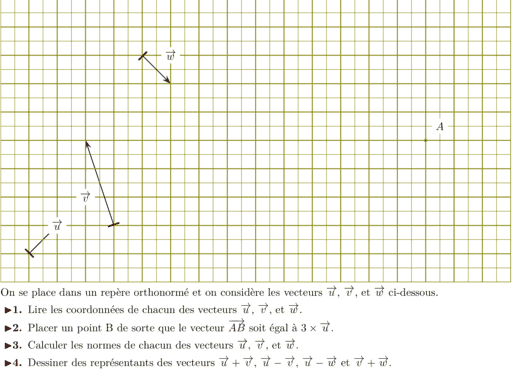 w
A
v
u
On se place dans un repère orthonormé et on considère les vecteurs u⃗, v⃗, et w⃗ ci-dessous.
▶1. Lire les coordonnées de chacun des vecteurs u⃗, v⃗, et w⃗.
▶2. Placer un point B de sorte que le vecteur AB⃗ soit égal à 3 × u⃗.
▶3. Calculer les normes de chacun des vecteurs u⃗, v⃗, et w⃗.
▶4. Dessiner des représentants des vecteurs u⃗ + v⃗, u⃗ − v⃗, u⃗ − w⃗ et v⃗ + w⃗.